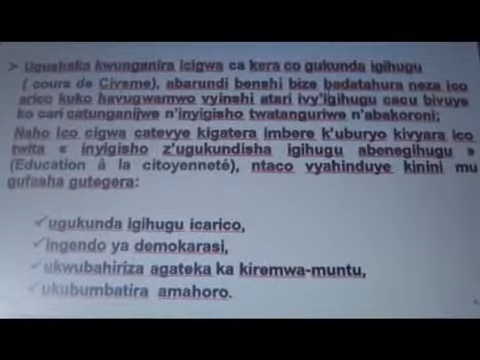 ➢ Ugushaka kwunganira icigwa ca kera co gukunda igihugu
( cours de Civsme), abarundi benshi bize badatahura neza ico
arico kuko havugwamwo vyinshi atari ivy'igihugu cacu bivuye
ko cari catunganijwe n'inyigisho twatanguriwe n'abakoroni;
Naho ico cigwa catevye kigatera imbere k'uburyo kivyara ico
twita « inyigisho z'ugukundisha igihugu abenegihugu »
(Education à la citoyenneté), ntaco vyahinduye kinini mu
gufasha gutegera:
✓ugukunda igihugu icarico,
✓ingendo ya demokarasi,
✓ukwubahiriza agateka ka kiremwa-muntu,
✓ukubumbatira amahoro.